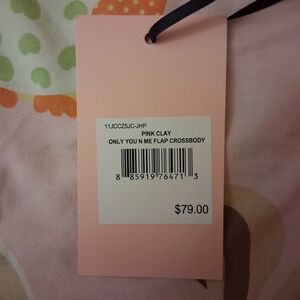 11JCCZ5JC-JHP
PINK CLAY
ONLY YOU N ME FLAP CROSSBODY
8 85919 76471 3
$79.00